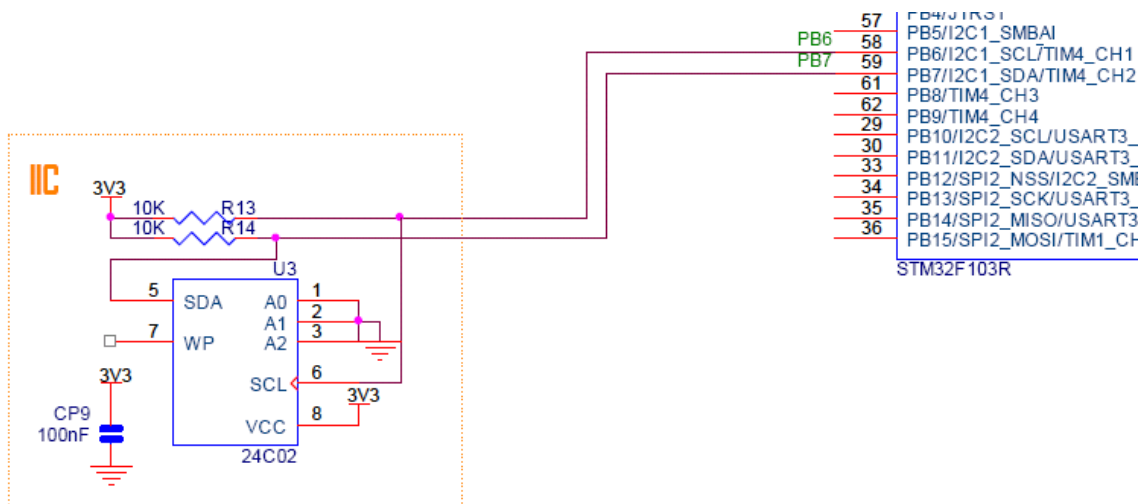 PB4/JTRST
57
PB5/I2C1_SMBAI
PB6
58
PB6/I2C1_SCL/TIM4_CH1
PB7
59
PB7/I2C1_SDA/TIM4_CH2
61
PB8/TIM4_CH3
62
PB9/TIM4_CH4
29
PB10/I2C2_SCL/USART3_
30
PB11/I2C2_SDA/USART3_
33
PB12/SPI2_NSS/I2C2_SMB
34
PB13/SPI2_SCK/USART3_
35
PB14/SPI2_MISO/USART3
36
PB15/SPI2_MOSI/TIM1_CH
STM32F103R
IIC
3V3
10K R13
10K R14
U3
5 SDA A0 1
A1 2
7 WP A2 3
SCL 6
3V3
VCC 8
24C02
3V3
CP9
100nF